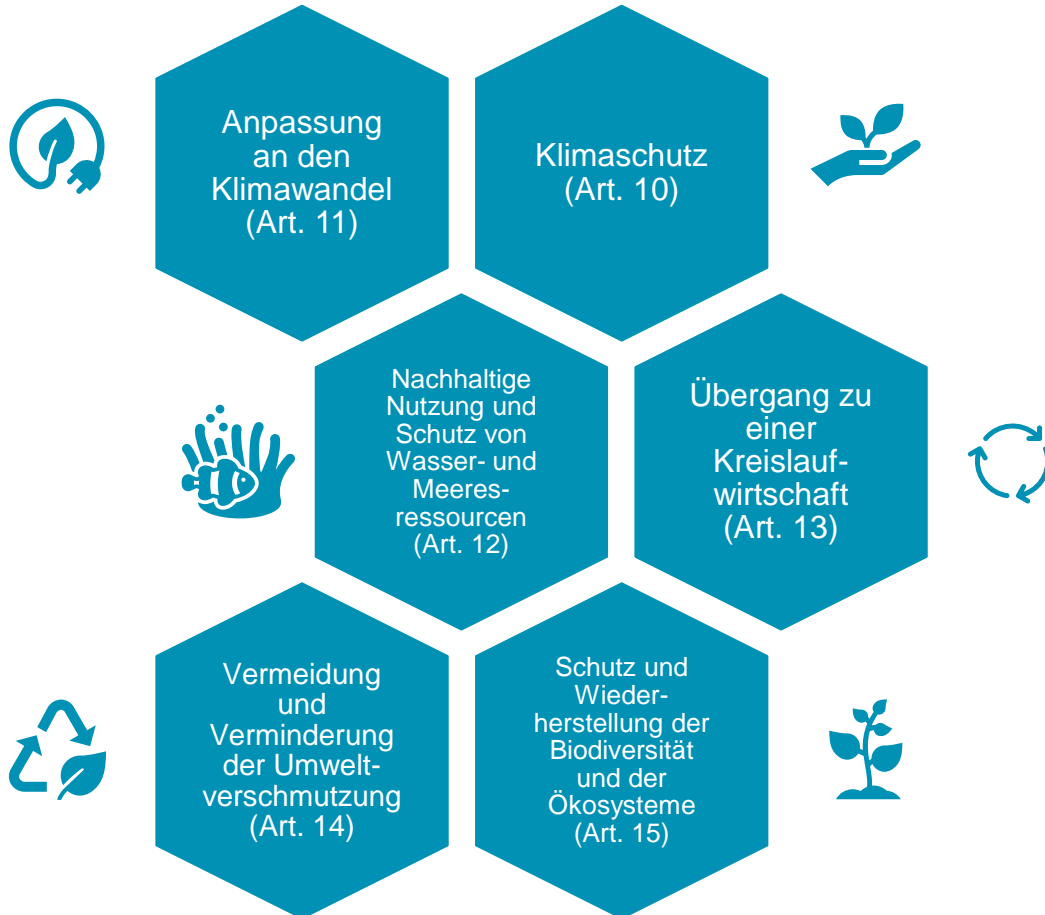 Anpassung
an den
Klimawandel
(Art. 11)
Klimaschutz
(Art. 10)
Nachhaltige
Nutzung und
Schutz von
Wasser- und
Meeres-
ressourcen
(Art. 12)
Übergang zu
einer
Kreislauf-
wirtschaft
(Art. 13)
Vermeidung
und
Verminderung
der Umwelt-
verschmutzung
(Art. 14)
Schutz und
Wieder-
herstellung der
Biodiversität
und der
Ökosysteme
(Art. 15)